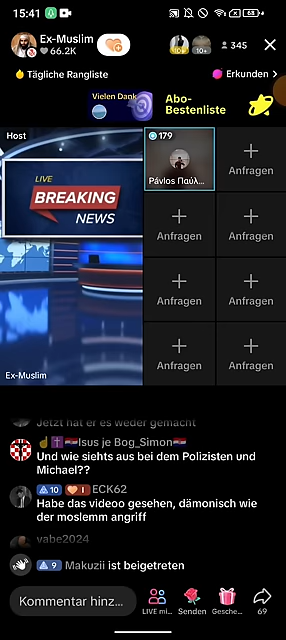 15:41
68
Ex-Muslim
66.2K
10+
345
Tägliche Rangliste
Erkunden
Vielen Dank
Abo-
Bestenliste
Host
LIVE
BREAKING
NEWS
179
Pávlos Παύλ...
Anfragen
Anfragen
Anfragen
Anfragen
Anfragen
Anfragen
Anfragen
Ex-Muslim
Jetzt hat er es weder gemacht
☝️✝️🇭🇷Isus je Bog_Simon🇭🇷
Und wie siehts aus bei dem Polizisten und
Michael??
10 1 ECK62
Habe das videoo gesehen, dämonisch wie
der moslemm angriff
vabe2024
9 Makuzii ist beigetreten
Kommentar hinz...
LIVE mi...
Senden
Gesche...
69